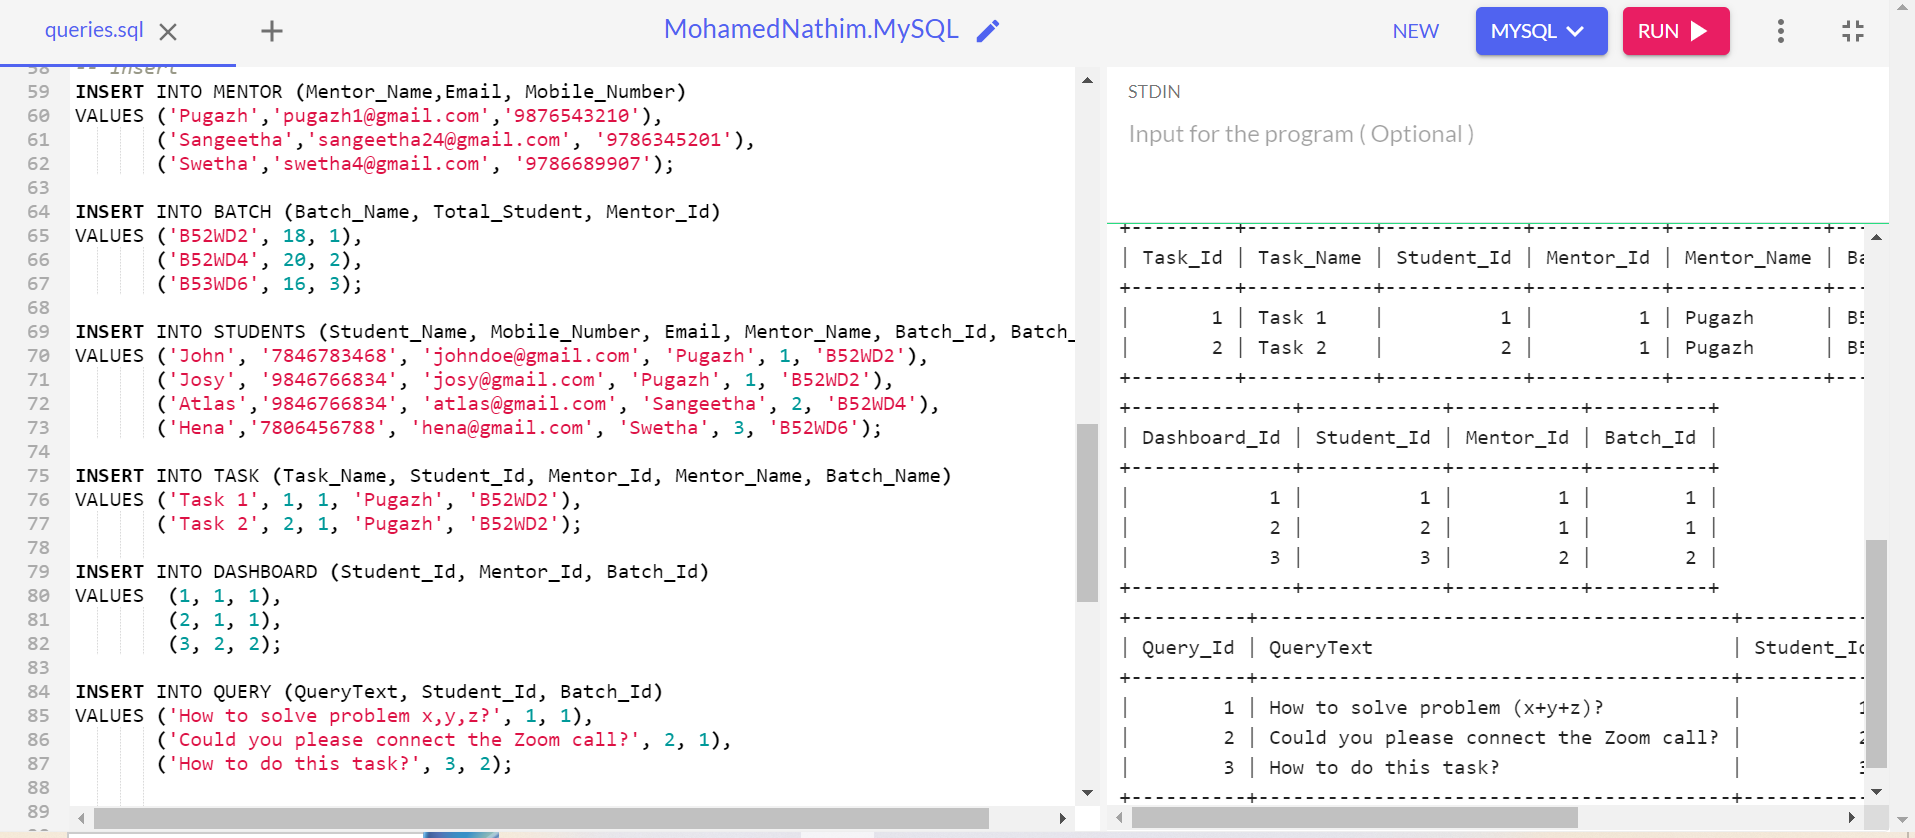 queries.sql
MohamedNathim.MySQL
NEW
MYSQL
RUN
58 -- Insert
59 INSERT INTO MENTOR (Mentor_Name,Email, Mobile_Number)
60 VALUES ('Pugazh','pugazh1@gmail.com','9876543210'),
61 ('Sangeetha','sangeetha24@gmail.com', '9786345201'),
62 ('Swetha','swetha4@gmail.com', '9786689907');
63
64 INSERT INTO BATCH (Batch_Name, Total_Student, Mentor_Id)
65 VALUES ('B52WD2', 18, 1),
66 ('B52WD4', 20, 2),
67 ('B53WD6', 16, 3);
68
69 INSERT INTO STUDENTS (Student_Name, Mobile_Number, Email, Mentor_Name, Batch_Id, Batch_
70 VALUES ('John', '7846783468', 'johndoe@gmail.com', 'Pugazh', 1, 'B52WD2'),
71 ('Josy', '9846766834', 'josy@gmail.com', 'Pugazh', 1, 'B52WD2'),
72 ('Atlas','9846766834', 'atlas@gmail.com', 'Sangeetha', 2, 'B52WD4'),
73 ('Hena','7806456788', 'hena@gmail.com', 'Swetha', 3, 'B52WD6');
74
75 INSERT INTO TASK (Task_Name, Student_Id, Mentor_Id, Mentor_Name, Batch_Name)
76 VALUES ('Task 1', 1, 1, 'Pugazh', 'B52WD2'),
77 ('Task 2', 2, 1, 'Pugazh', 'B52WD2');
78
79 INSERT INTO DASHBOARD (Student_Id, Mentor_Id, Batch_Id)
80 VALUES (1, 1, 1),
81 (2, 1, 1),
82 (3, 2, 2);
83
84 INSERT INTO QUERY (QueryText, Student_Id, Batch_Id)
85 VALUES ('How to solve problem x,y,z?', 1, 1),
86 ('Could you please connect the Zoom call?', 2, 1),
87 ('How to do this task?', 3, 2);
88
89
STDIN
Input for the program ( Optional )
+---------+-----------+------------+-----------+-------------+---
| Task_Id | Task_Name | Student_Id | Mentor_Id | Mentor_Name | Ba
+---------+-----------+------------+-----------+-------------+---
| 1 | Task 1 | 1 | 1 | Pugazh | B5
| 2 | Task 2 | 2 | 1 | Pugazh | B5
+---------+-----------+------------+-----------+-------------+---
+--------------+------------+-----------+----------+
| Dashboard_Id | Student_Id | Mentor_Id | Batch_Id |
+--------------+------------+-----------+----------+
| 1 | 1 | 1 | 1 |
| 2 | 2 | 1 | 1 |
| 3 | 3 | 2 | 2 |
+--------------+------------+-----------+----------+
+----------+-----------------------------------------+-----------
| Query_Id | QueryText | Student_Id
+----------+-----------------------------------------+-----------
| 1 | How to solve problem (x+y+z)? | 1
| 2 | Could you please connect the Zoom call? | 2
| 3 | How to do this task? | 3
+----------+-----------------------------------------+-----------